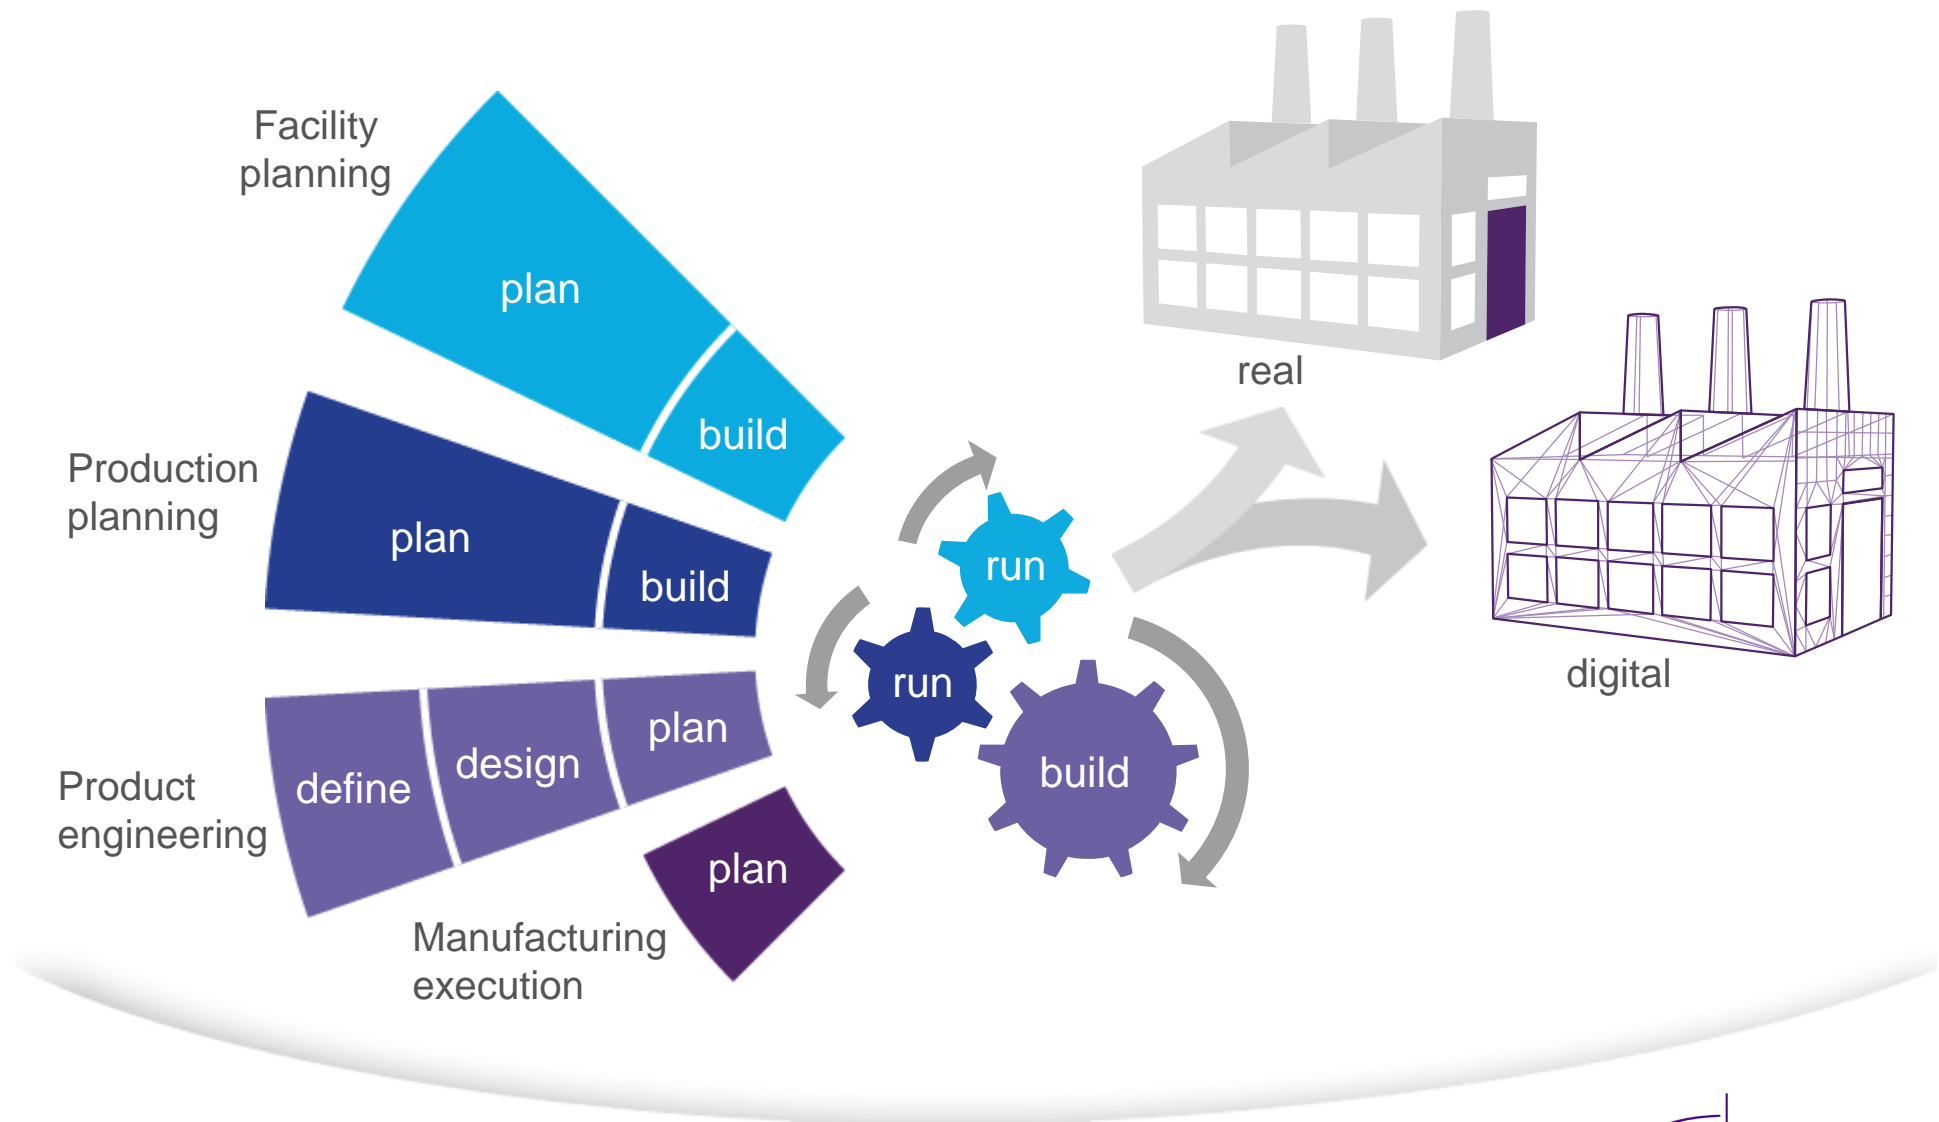 Facility
planning
plan
build
Production
planning
plan
build
Product
engineering
define
design
plan
Manufacturing
execution
plan
run
run
build
real
digital